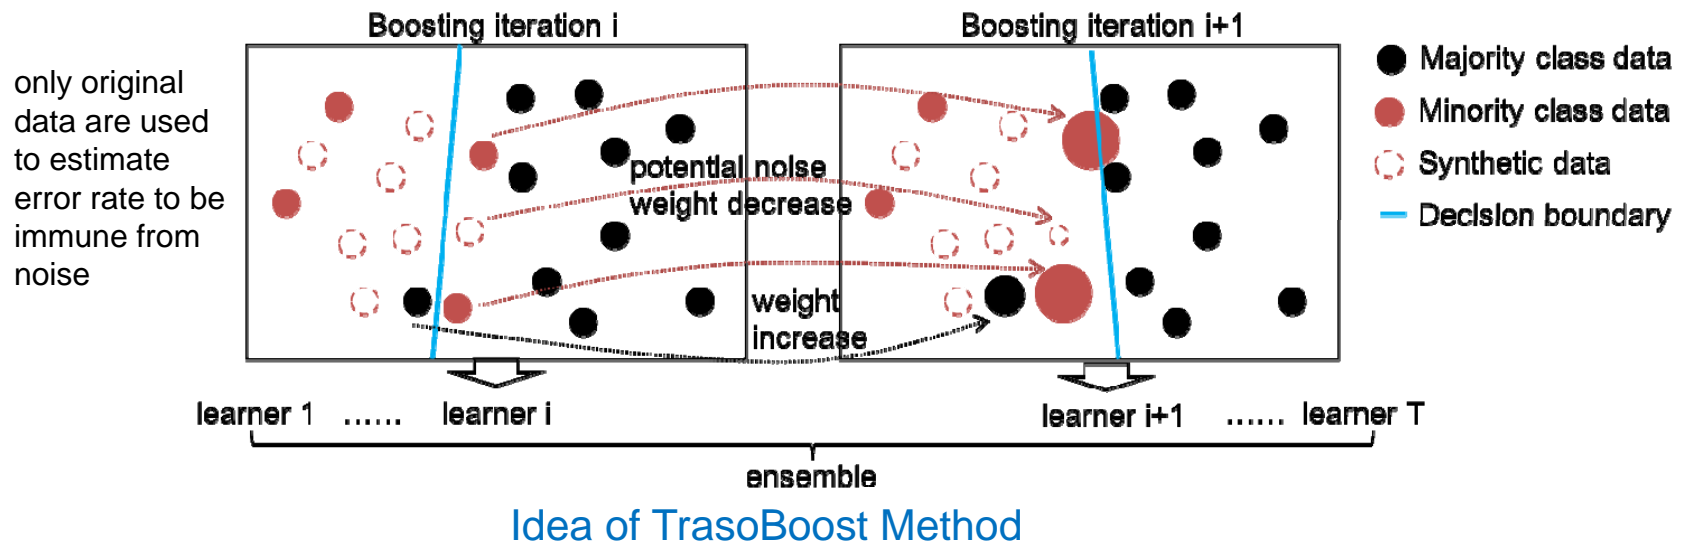 Boosting iteration i
Boosting iteration i+1
only original
data are used
to estimate
error rate to be
immune from
noise
potential noise
weight decrease
weight
increase
Majority class data
Minority class data
Synthetic data
Decision boundary
learner 1 ...... learner i
learner i+1 ...... learner T
ensemble
Idea of TrasoBoost Method